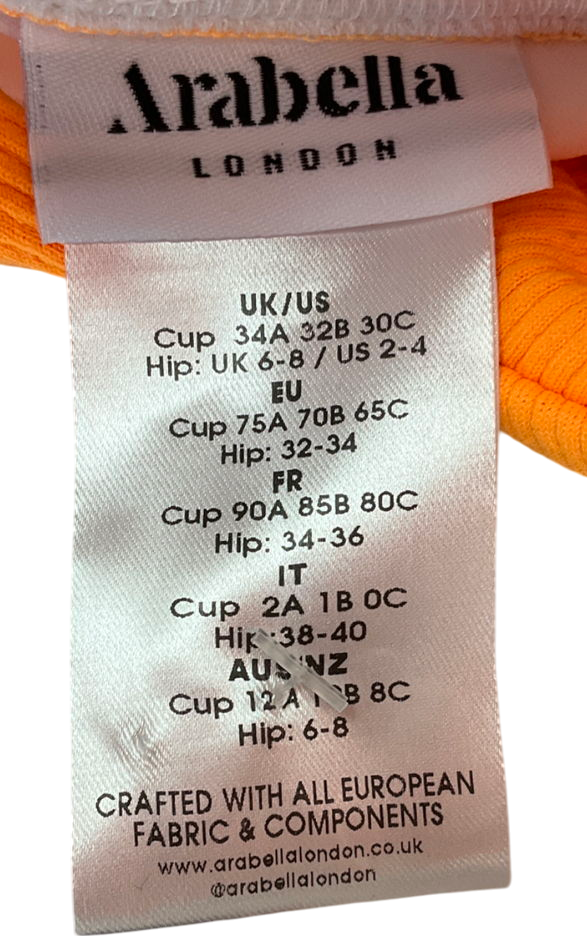 Arabella
LONDON
UK/US
Cup 34A 32B 30C
Hip: UK 6-8 / US 2-4
EU
Cup 75A 70B 65C
Hip: 32-34
FR
Cup 90A 85B 80C
Hip: 34-36
IT
Cup 2A 1B 0C
Hip: 38-40
AUS/NZ
Cup 12A 8C
Hip: 6-8
CRAFTED WITH ALL EUROPEAN
FABRIC & COMPONENTS
www.arabellalondon.co.uk
@arabellalondon